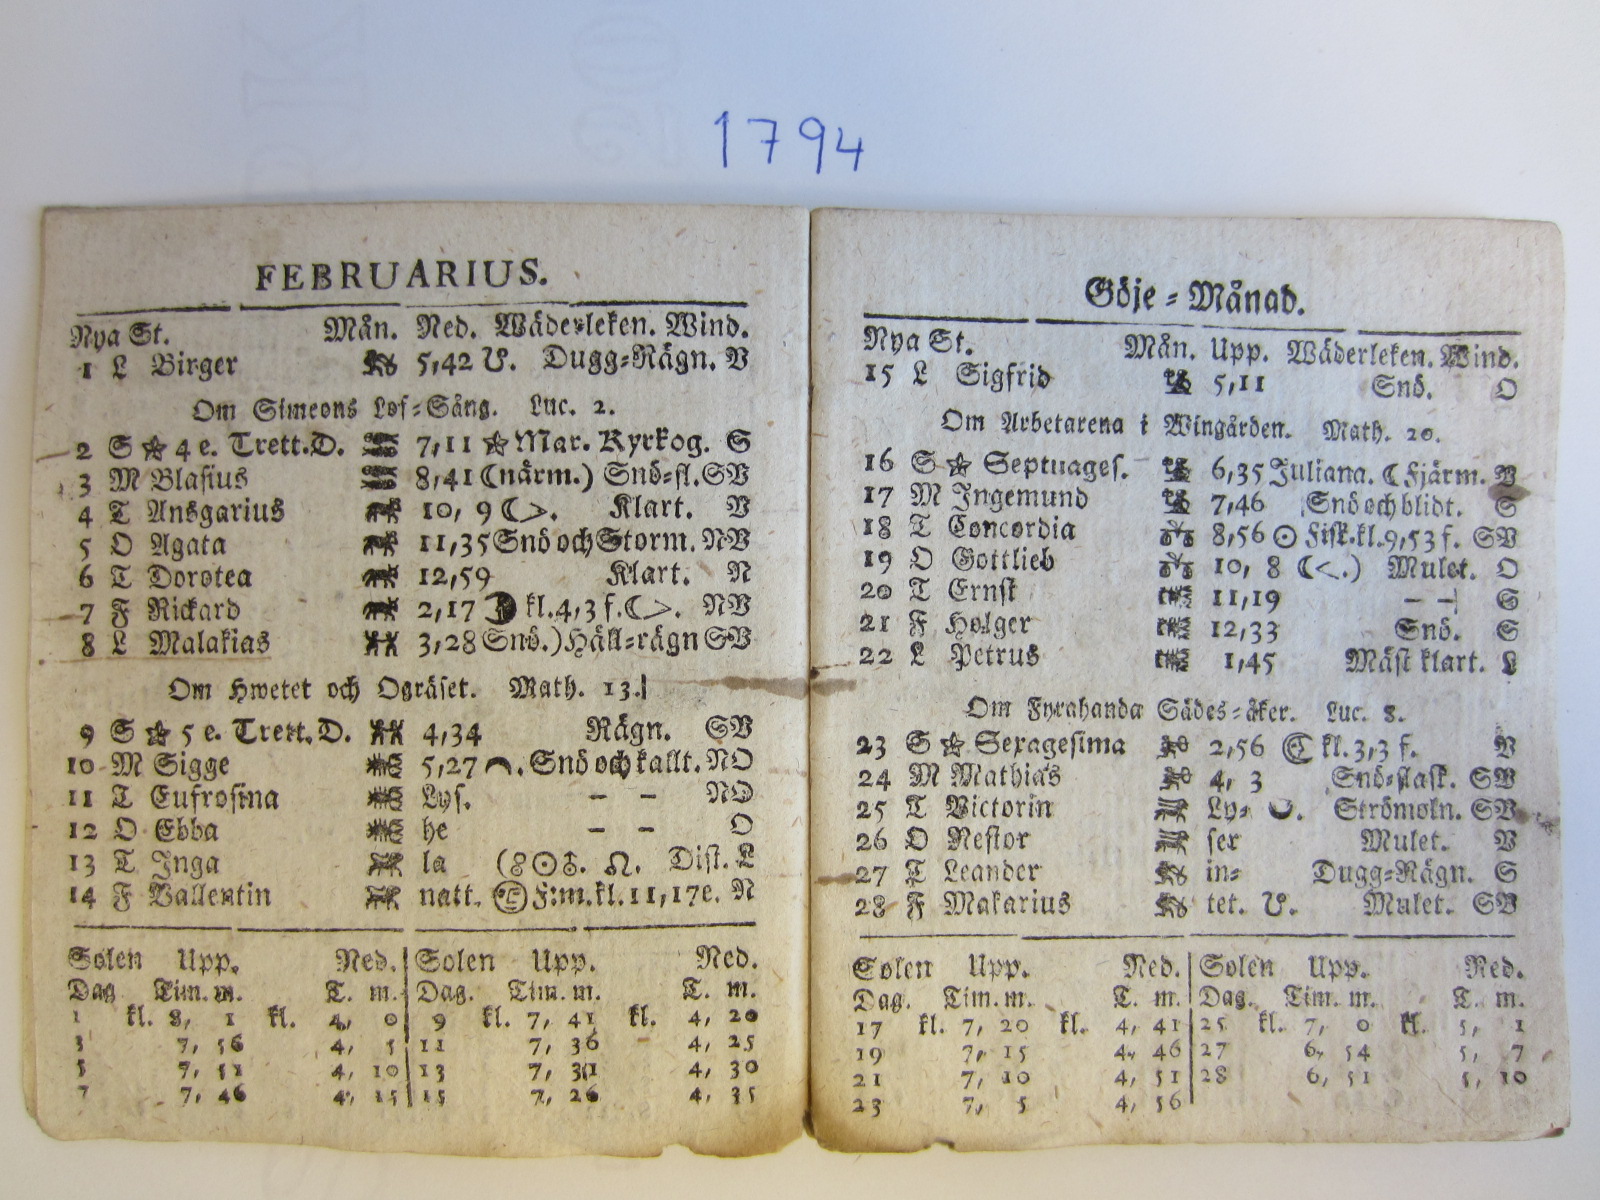 1794
FEBRUARIUS.
Nya St. Mån. Ned. Wäderleken. Wind.
1 L Birger 5,42 ☋. Dugg=Rägn. V
Om Simeons Lof=Sång. Luc. 2.
2 S ☆ 4 e. Trett.D. 7,11 ☆ Mar. Kyrkog. S
3 M Blasius 8,41 (närm.) Snö=sl. SV
4 T Ansgarius 10, 9 ☾>. Klart. V
5 O Agata 11,35 Snö och Storm. NV
6 T Dorotea 12,59 Klart. N
7 F Rickard 2,17 kl.4,3 f.☾>. NV
8 L Malakias 3,28 Snö.) Häll=rägn SV
Om Hwetet och Ogräset. Math. 13.
9 S ☆ 5 e. Trett.D. 4,34 Rägn. SV
10 M Sigge 5,27 . Snö och kallt. NO
11 T Eufrosina Lys. – – NO
12 O Ebba he – – O
13 T Inga la (☊. Dist. L
14 F Vallentin natt. F:m.kl.11,17e. N
Solen Upp. Ned. Solen Upp. Ned.
Dag Tim. m. T. m. Dag. Tim. m. T. m.
1 kl. 8, 1 kl. 4, 0 9 kl. 7, 41 kl. 4, 20
3 7, 56 4, 5 11 7, 36 4, 25
5 7, 51 4, 10 13 7, 31 4, 30
7 7, 46 4, 15 15 7, 26 4, 35
Göje=Månad.
Nya St. Mån. Upp. Wäderleken. Wind.
15 L Sigfrid 5,11 Snö. O
Om Arbetarena i Wingården. Math. 20.
16 S ☆ Septuages. 6,35 Juliana. ☾ Fjärm. V
17 M Ingemund 7,46 Snö och blidt. S
18 T Concordia 8,56 ☉ Fisk.kl.9,53 f. SV
19 O Gottlieb 10, 8 (<.) Mulet. O
20 T Ernst 11,19 – – S
21 F Holger 12,33 Snö. S
22 L Petrus 1,45 Mäst klart. L
Om Fyrahanda Sädes=åker. Luc. 8.
23 S ☆ Sexagesima 2,56 ☾ kl.3,3 f. V
24 M Mathias 4, 3 Snö=slask. SV
25 T Victorin Ly= . Strömoln. SV
26 O Nestor ser Mulet. V
27 T Leander in= Dugg=Rägn. S
28 F Makarius tet. ☋. Mulet. SV
Solen Upp. Ned. Solen Upp. Ned.
Dag. Tim. m. T. m. Dag. Tim. m. T. m.
17 kl. 7, 20 kl. 4, 41 25 kl. 7, 0 kl. 5, 1
19 7, 15 4, 46 27 6, 54 5, 7
21 7, 10 4, 51 28 6, 51 5, 10
23 7, 5 4, 56